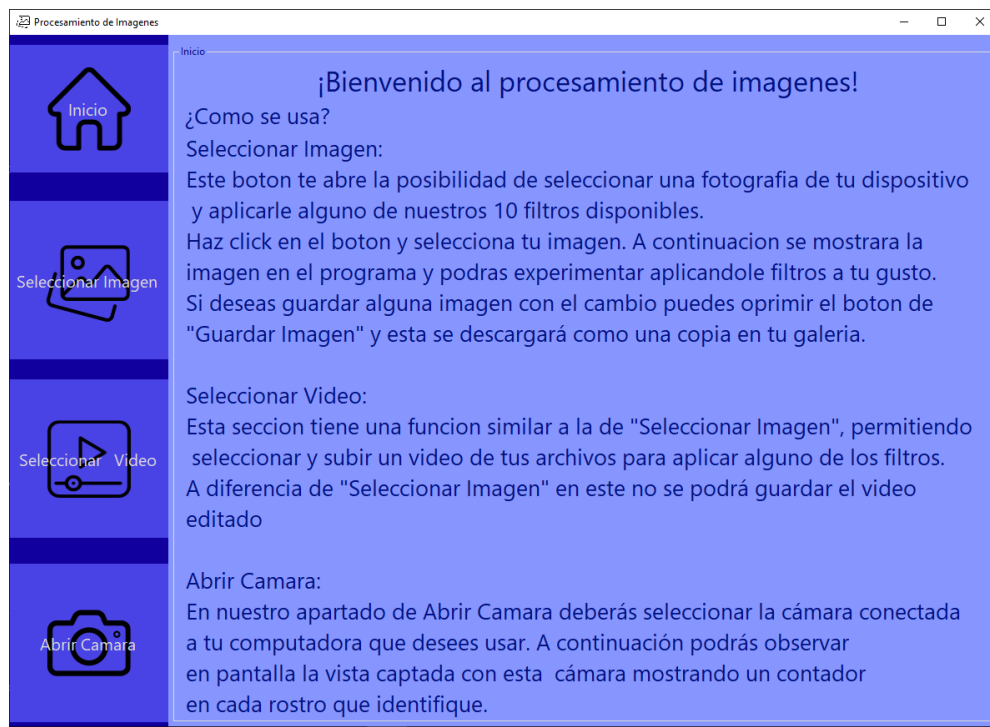 Procesamiento de Imagenes
Inicio
Seleccionar Imagen
Seleccionar Video
Abrir Camara
Inicio
¡Bienvenido al procesamiento de imagenes!
¿Como se usa?
Seleccionar Imagen:
Este boton te abre la posibilidad de seleccionar una fotografia de tu dispositivo
y aplicarle alguno de nuestros 10 filtros disponibles.
Haz click en el boton y selecciona tu imagen. A continuacion se mostrara la
imagen en el programa y podras experimentar aplicandole filtros a tu gusto.
Si deseas guardar alguna imagen con el cambio puedes oprimir el boton de
"Guardar Imagen" y esta se descargará como una copia en tu galeria.
Seleccionar Video:
Esta seccion tiene una funcion similar a la de "Seleccionar Imagen", permitiendo
seleccionar y subir un video de tus archivos para aplicar alguno de los filtros.
A diferencia de "Seleccionar Imagen" en este no se podrá guardar el video
editado
Abrir Camara:
En nuestro apartado de Abrir Camara deberás seleccionar la cámara conectada
a tu computadora que desees usar. A continuación podrás observar
en pantalla la vista captada con esta cámara mostrando un contador
en cada rostro que identifique.